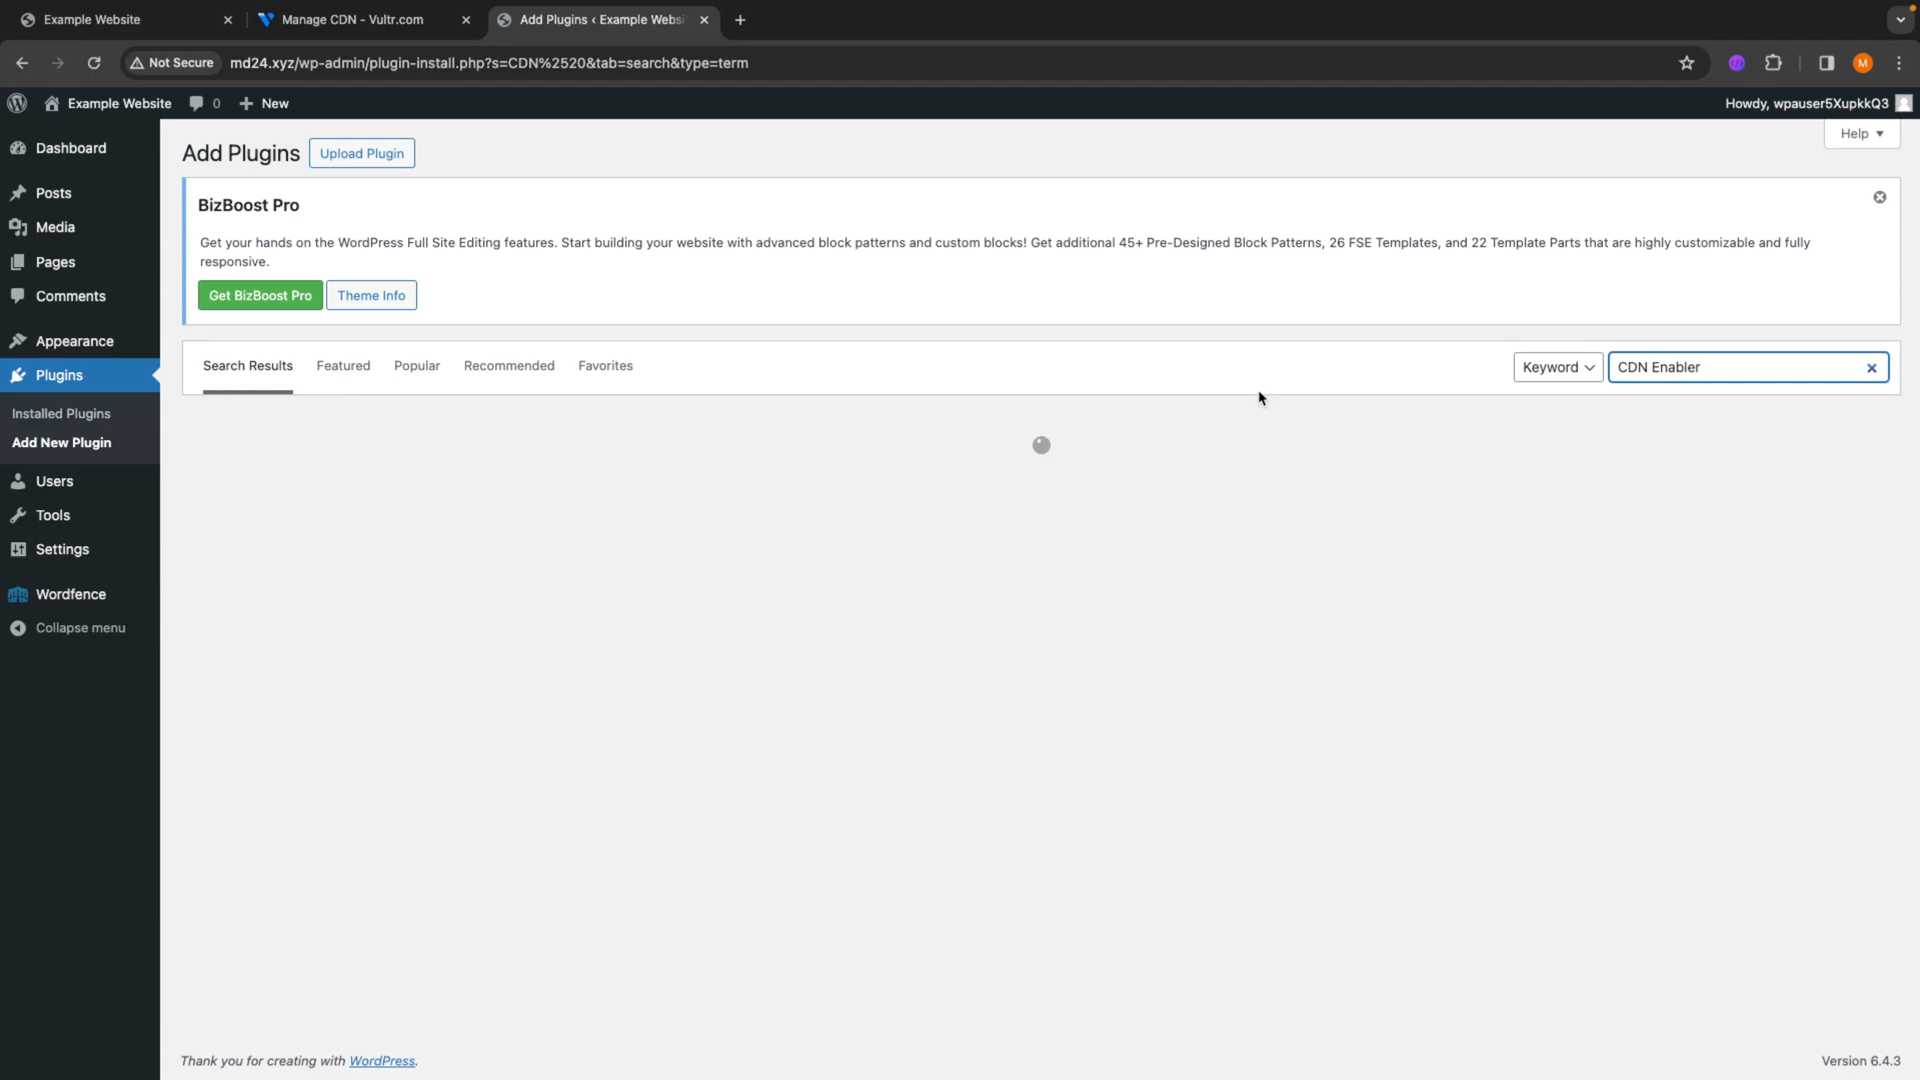 Example Website
Manage CDN - Vultr.com
Add Plugins ‹ Example Websi
Not Secure
md24.xyz/wp-admin/plugin-install.php?s=CDN%2520&tab=search&type=term
M
Example Website
0
New
Howdy, wpauser5XupkkQ3
Dashboard
Posts
Media
Pages
Comments
Appearance
Plugins
Installed Plugins
Add New Plugin
Users
Tools
Settings
Wordfence
Collapse menu
Help
Add Plugins
Upload Plugin
BizBoost Pro
Get your hands on the WordPress Full Site Editing features. Start building your website with advanced block patterns and custom blocks! Get additional 45+ Pre-Designed Block Patterns, 26 FSE Templates, and 22 Template Parts that are highly customizable and fully
responsive.
Get BizBoost Pro
Theme Info
Search Results
Featured
Popular
Recommended
Favorites
Keyword
CDN Enabler
Thank you for creating with WordPress.
Version 6.4.3